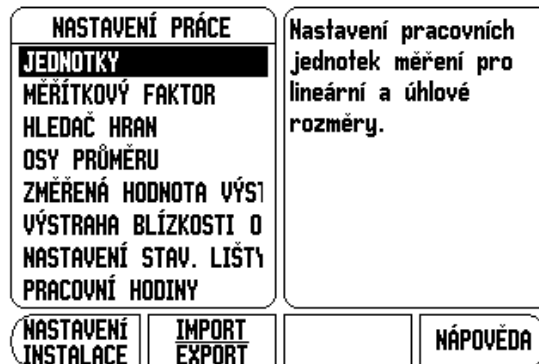 NASTAVENÍ PRÁCE
JEDNOTKY
MĚŘÍTKOVÝ FAKTOR
HLEDAČ HRAN
OSY PRŮMĚRU
ZMĚŘENÁ HODNOTA VÝST
VÝSTRAHA BLÍZKOSTI O
NASTAVENÍ STAV. LIŠTY
PRACOVNÍ HODINY
Nastavení pracovních
jednotek měření pro
lineární a úhlové
rozměry.
NASTAVENÍ
INSTALACE
IMPORT
EXPORT
NÁPOVĚDA